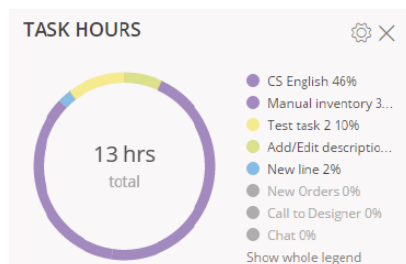 TASK HOURS
13 hrs
total
CS English 46%
Manual inventory 3...
Test task 2 10%
Add/Edit descriptio...
New line 2%
New Orders 0%
Call to Designer 0%
Chat 0%
Show whole legend